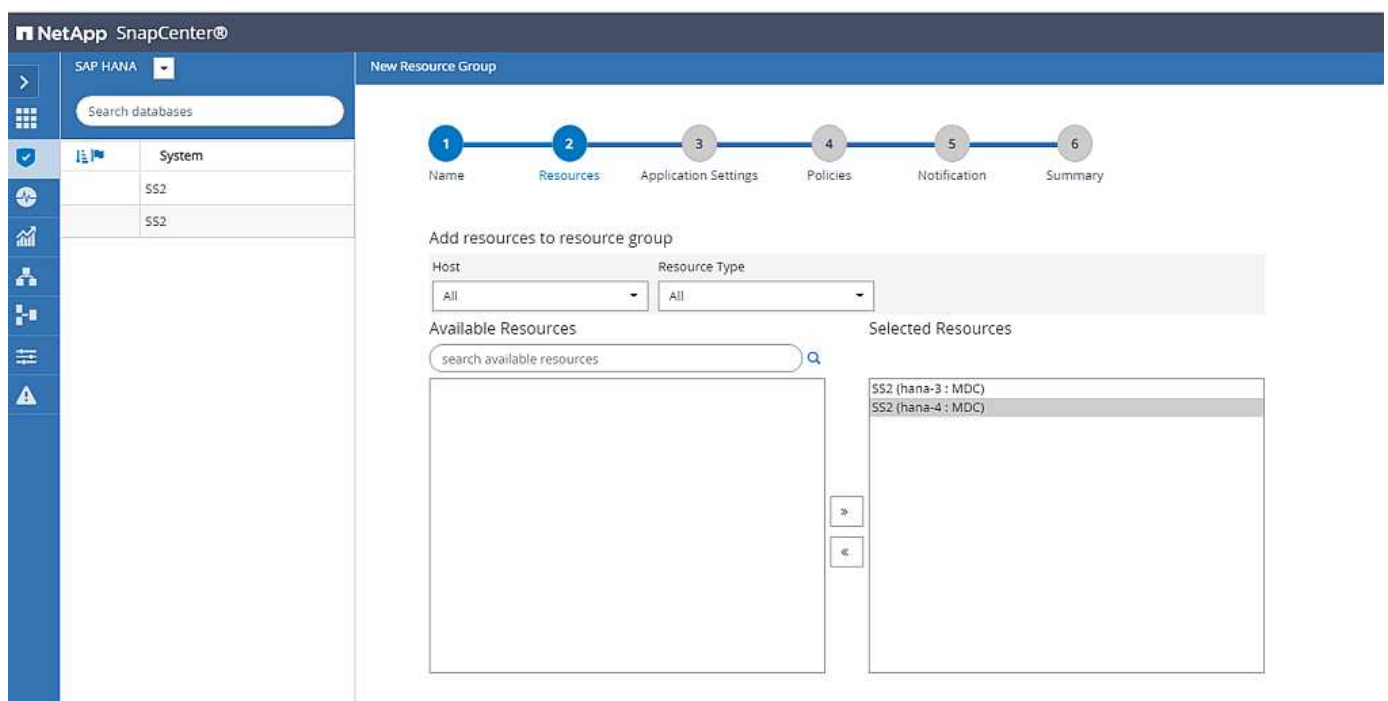 NetApp SnapCenter®
SAP HANA
New Resource Group
Search databases
System
SS2
SS2
1 2 3 4 5 6
Name Resources Application Settings Policies Notification Summary
Add resources to resource group
Host Resource Type
All All
Available Resources Selected Resources
search available resources
SS2 (hana-3 : MDC)
SS2 (hana-4 : MDC)
»
«